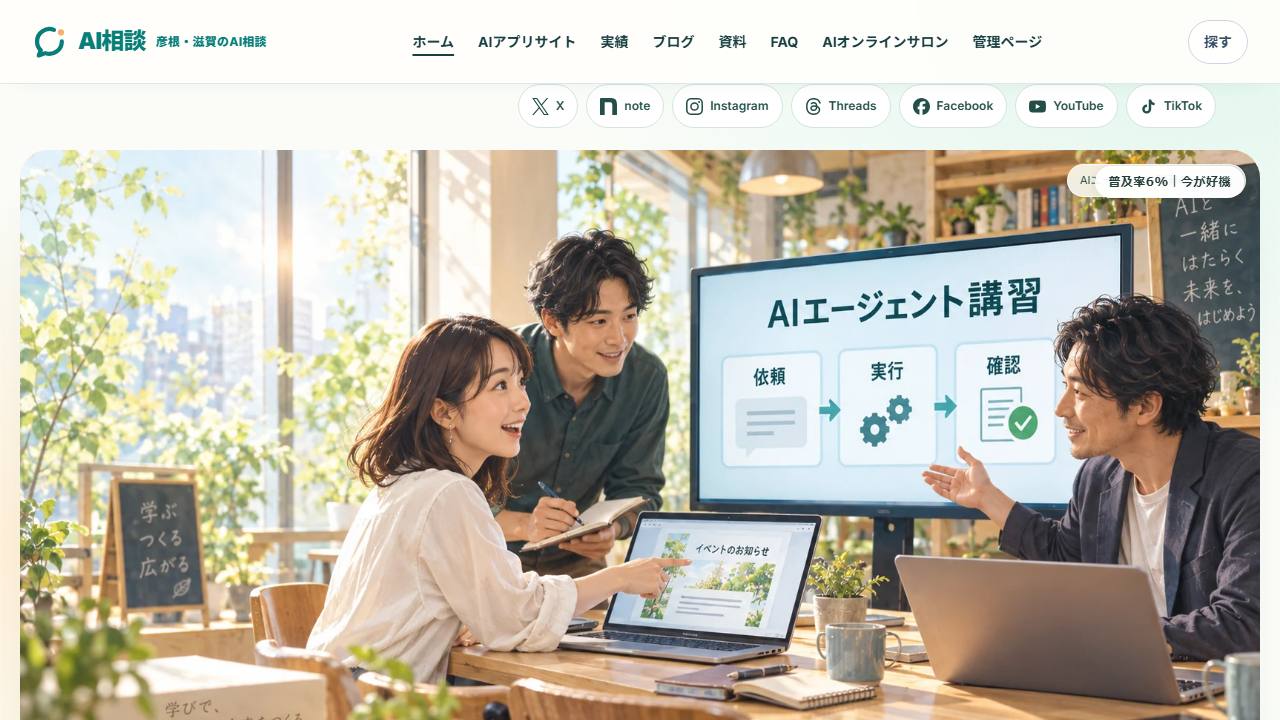 AI相談 彦根・滋賀のAI相談
ホーム AIアプリサイト 実績 ブログ 資料 FAQ AIオンラインサロン 管理ページ
探す
X note Instagram Threads Facebook YouTube TikTok
普及率6%｜今が好機
AIと
一緒に
はたらく
未来を、
はじめよう
AIエージェント講習
依頼 実行 確認
学ぶ
つくる
広がる
イベントのお知らせ
学びで、